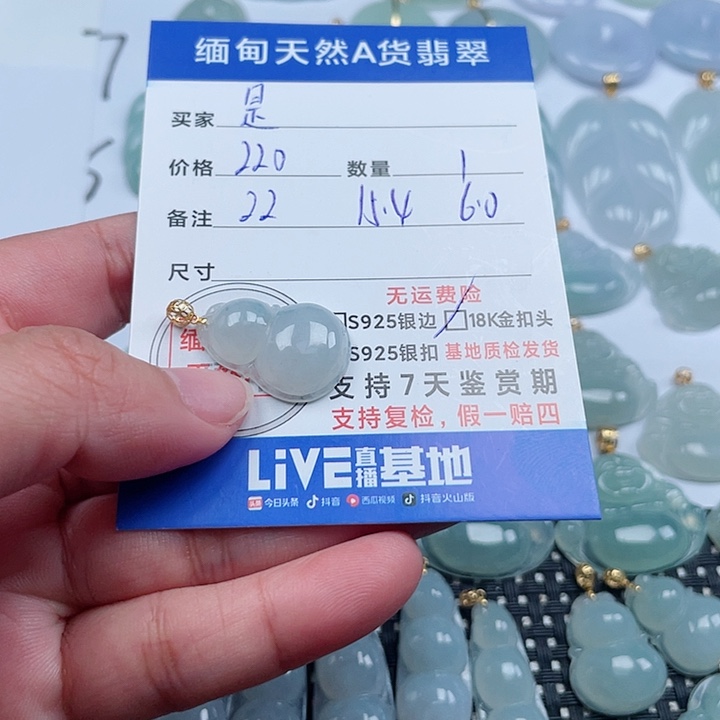 缅甸天然A货翡翠
买家 是
价格 220 数量 1
备注 22 15.4 6.0
尺寸
无运费险
S925银边 18K金扣头
S925银扣 基地质检发货
支持7天鉴赏期
支持复检,假一赔四
LiVE直播基地
头条 今日头条 抖音 西瓜视频 抖音火山版